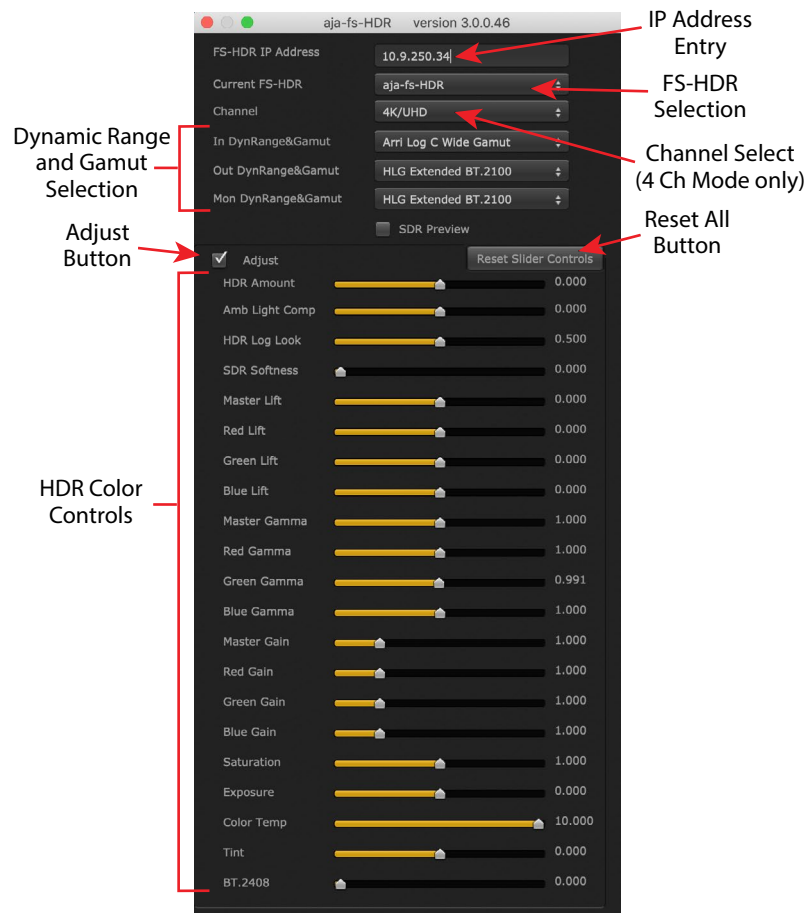 aja-fs-HDR version 3.0.0.46
IP Address
Entry
FS-HDR IP Address 10.9.250.34
Current FS-HDR aja-fs-HDR
FS-HDR
Selection
Channel 4K/UHD
Dynamic Range
and Gamut
Selection
In DynRange&Gamut Arri Log C Wide Gamut
Channel Select
(4 Ch Mode only)
Out DynRange&Gamut HLG Extended BT.2100
Mon DynRange&Gamut HLG Extended BT.2100
SDR Preview
Reset All
Button
Adjust
Button
Adjust Reset Slider Controls
HDR Amount 0.000
Amb Light Comp 0.000
HDR Log Look 0.500
SDR Softness 0.000
Master Lift 0.000
Red Lift 0.000
Green Lift 0.000
Blue Lift 0.000
HDR Color
Controls
Master Gamma 1.000
Red Gamma 1.000
Green Gamma 0.991
Blue Gamma 1.000
Master Gain 1.000
Red Gain 1.000
Green Gain 1.000
Blue Gain 1.000
Saturation 1.000
Exposure 0.000
Color Temp 10.000
Tint 0.000
BT.2408 0.000